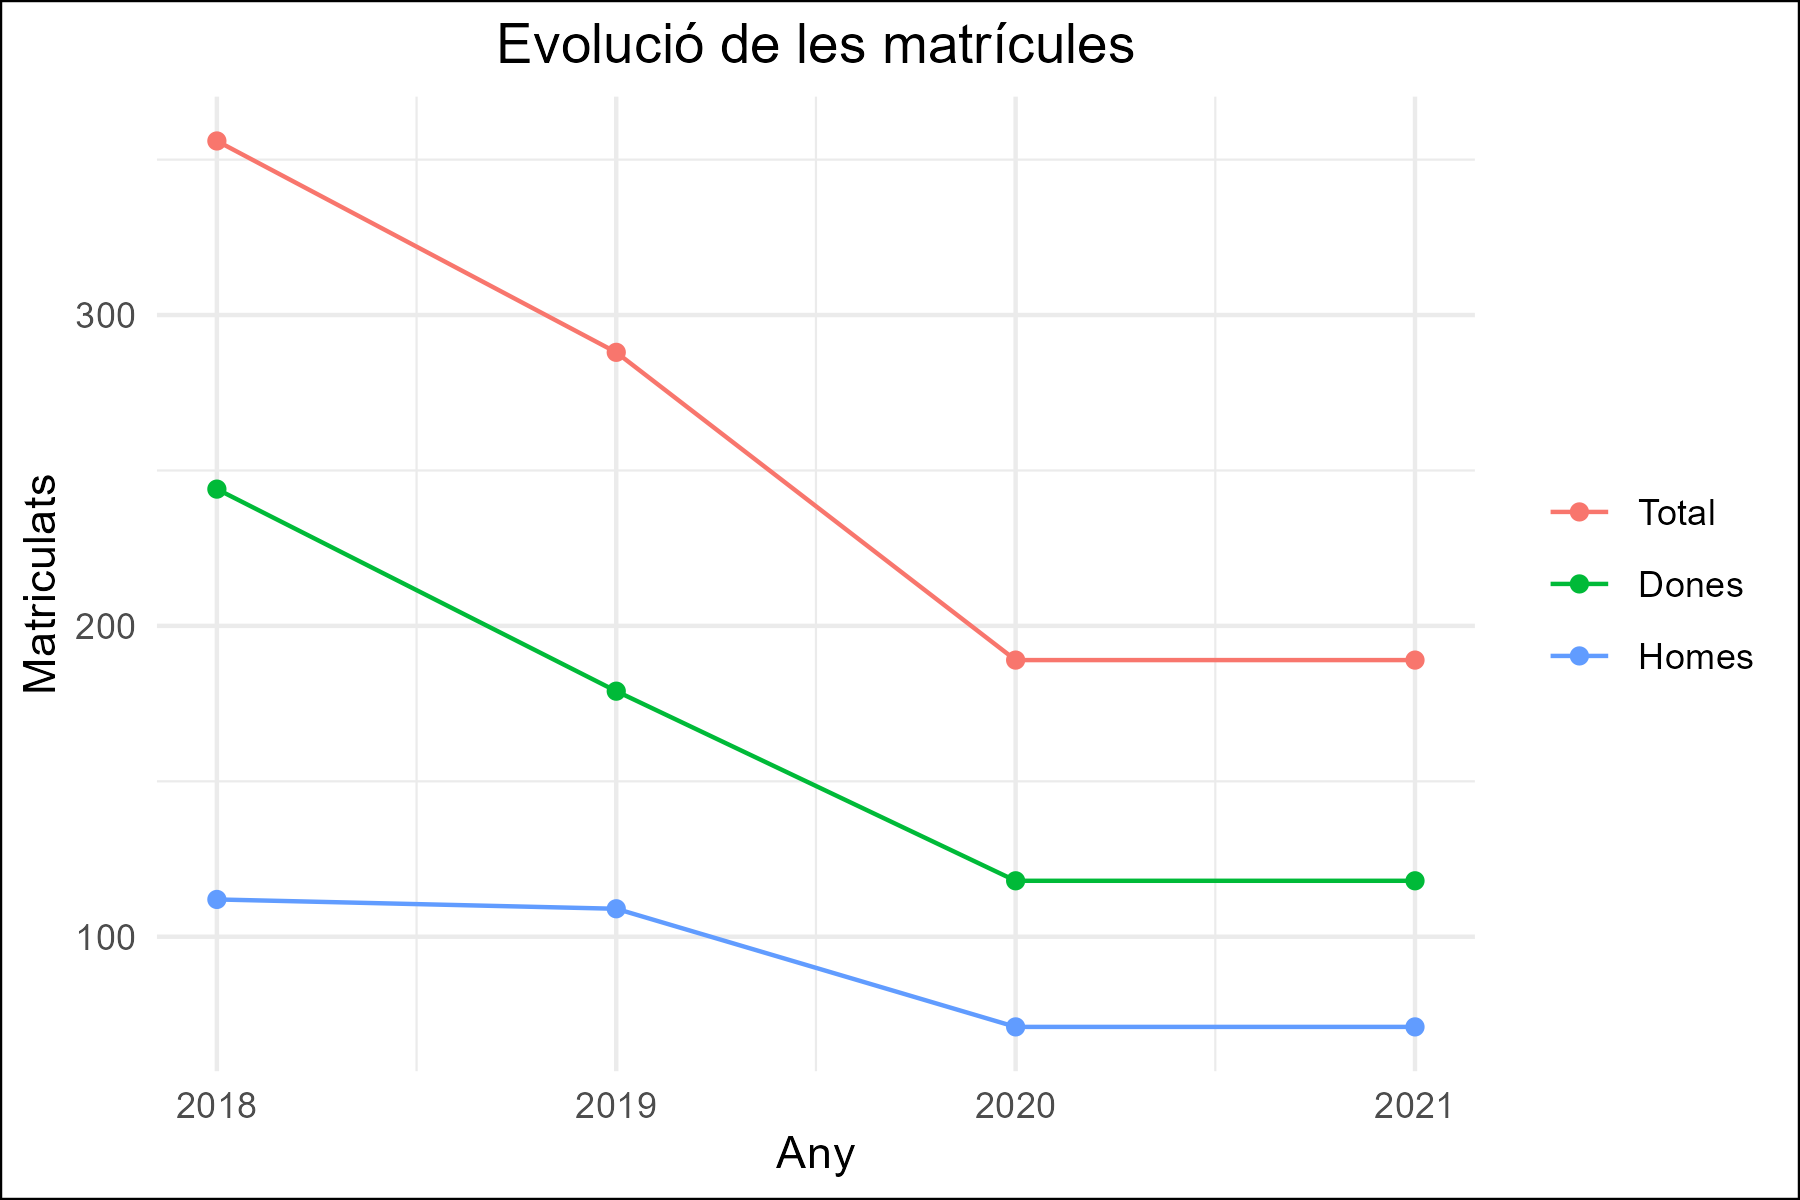 Evolució de les matrícules
Matriculats
300
200
100
2018
2019
2020
2021
Any
Total
Dones
Homes